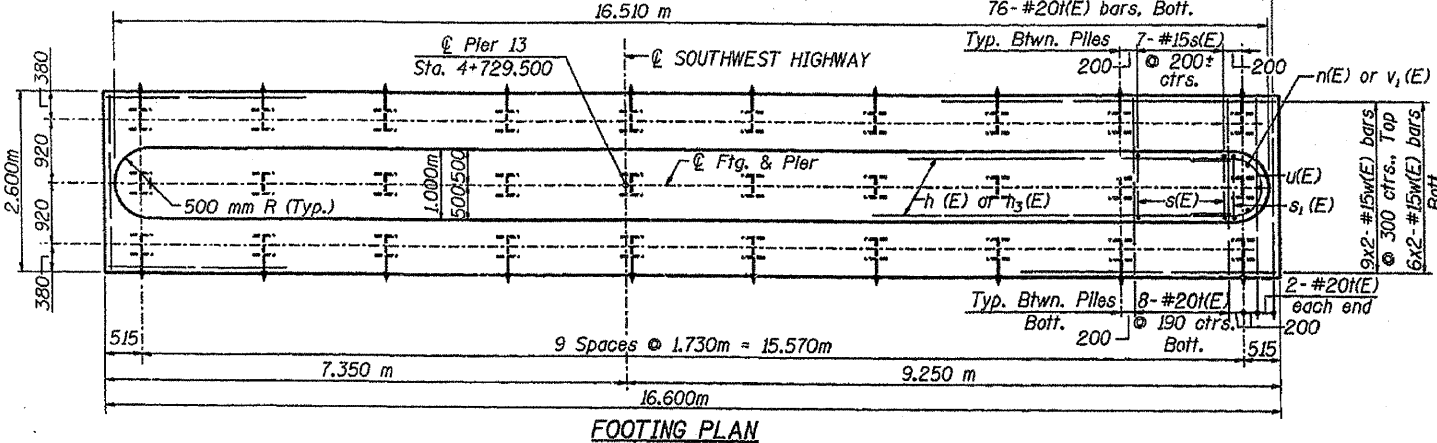 16.510 m
76- #20t(E) bars, Bott.
℄ Pier 13
Sta. 4+729.500
℄ SOUTHWEST HIGHWAY
Typ. Btwn. Piles
200
7- #15s(E)
@ 200±
ctrs.
200
n(E) or v₁(E)
380
920
920
380
2.600m
500 mm R (Typ.)
1.000m
500
500
℄ Ftg. & Pier
h (E) or h₃(E)
s(E)
u(E)
s₁(E)
9x2- #15w(E) bars
@ 300 ctrs., Top
6x2- #15w(E) bars
Bott.
Typ. Btwn. Piles
Bott.
200
8- #20t(E)
@ 190 ctrs.
Bott.
2- #20t(E)
each end
200
515
9 Spaces @ 1.730m = 15.570m
515
7.350 m
9.250 m
16.600m
FOOTING PLAN